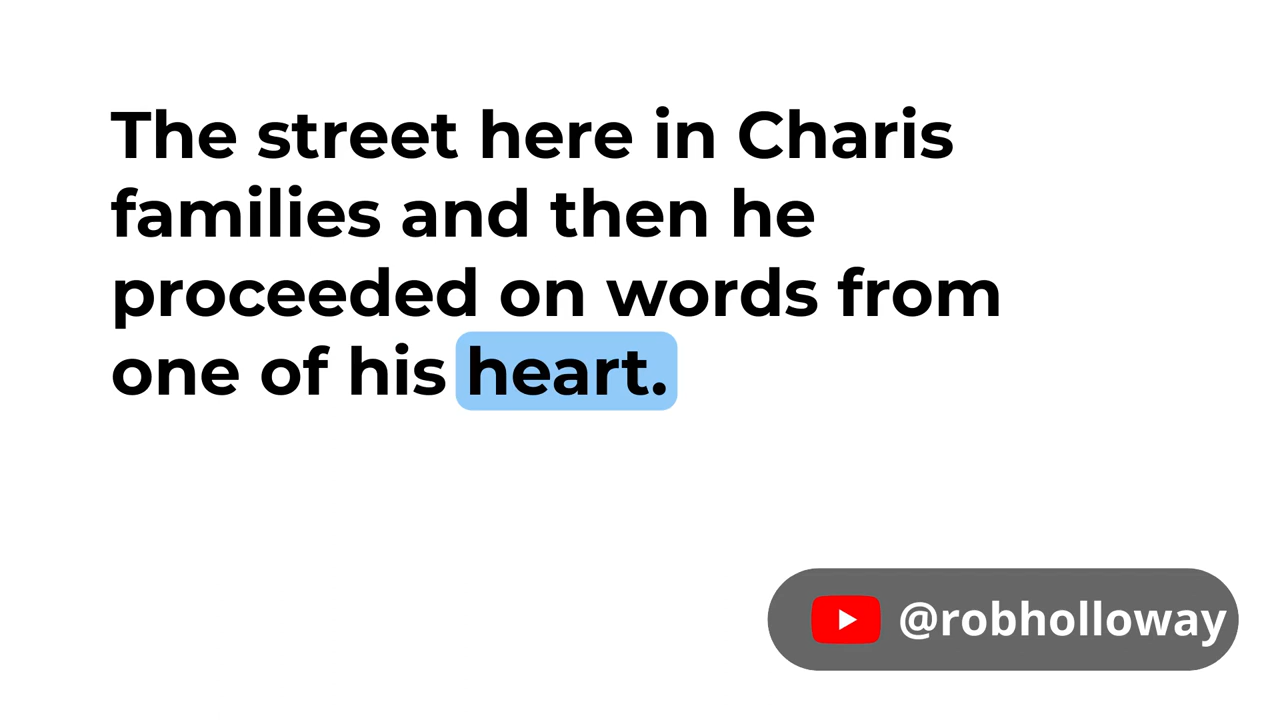 The street here in Charis
families and then he
proceeded on words from
one of his heart.
@robholloway